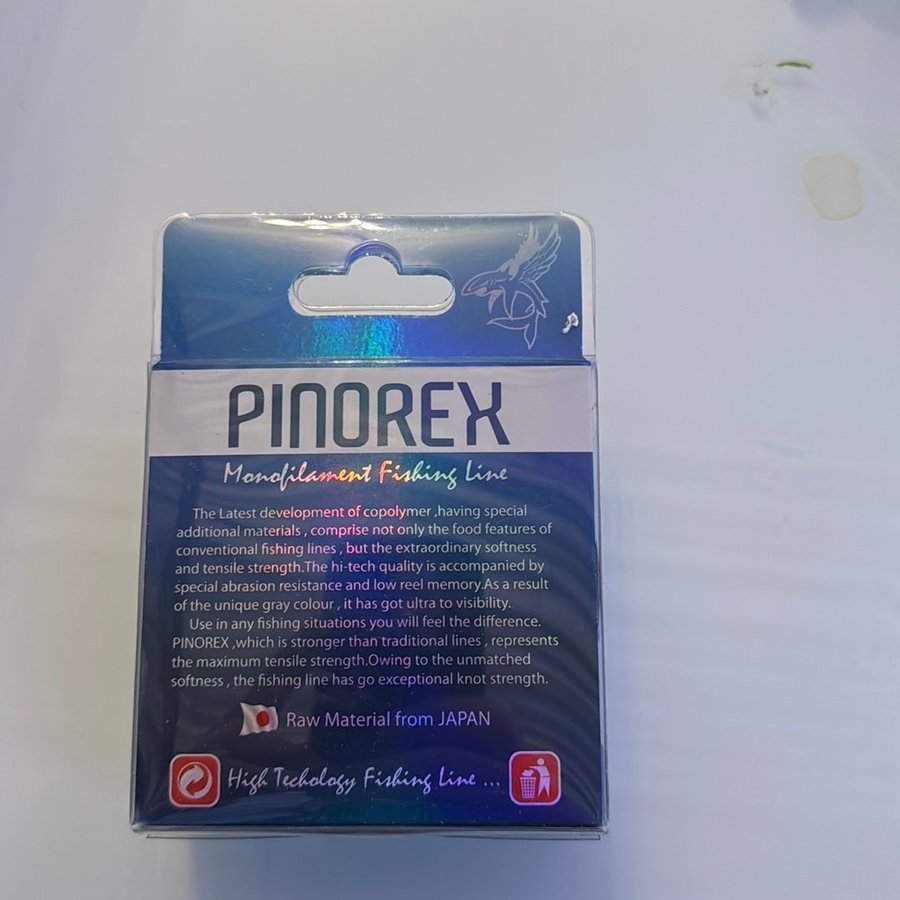 PINOREX
Monofilament Fishing Line
The Latest development of copolymer ,having special
additional materials , comprise not only the food features of
conventional fishing lines , but the extraordinary softness
and tensile strength.The hi-tech quality is accompanied by
special abrasion resistance and low reel memory.As a result
of the unique gray colour , it has got ultra to visibility.
Use in any fishing situations you will feel the difference.
PINOREX ,which is stronger than traditional lines , represents
the maximum tensile strength.Owing to the unmatched
softness , the fishing line has go exceptional knot strength.
Raw Material from JAPAN
High Techology Fishing Line ...